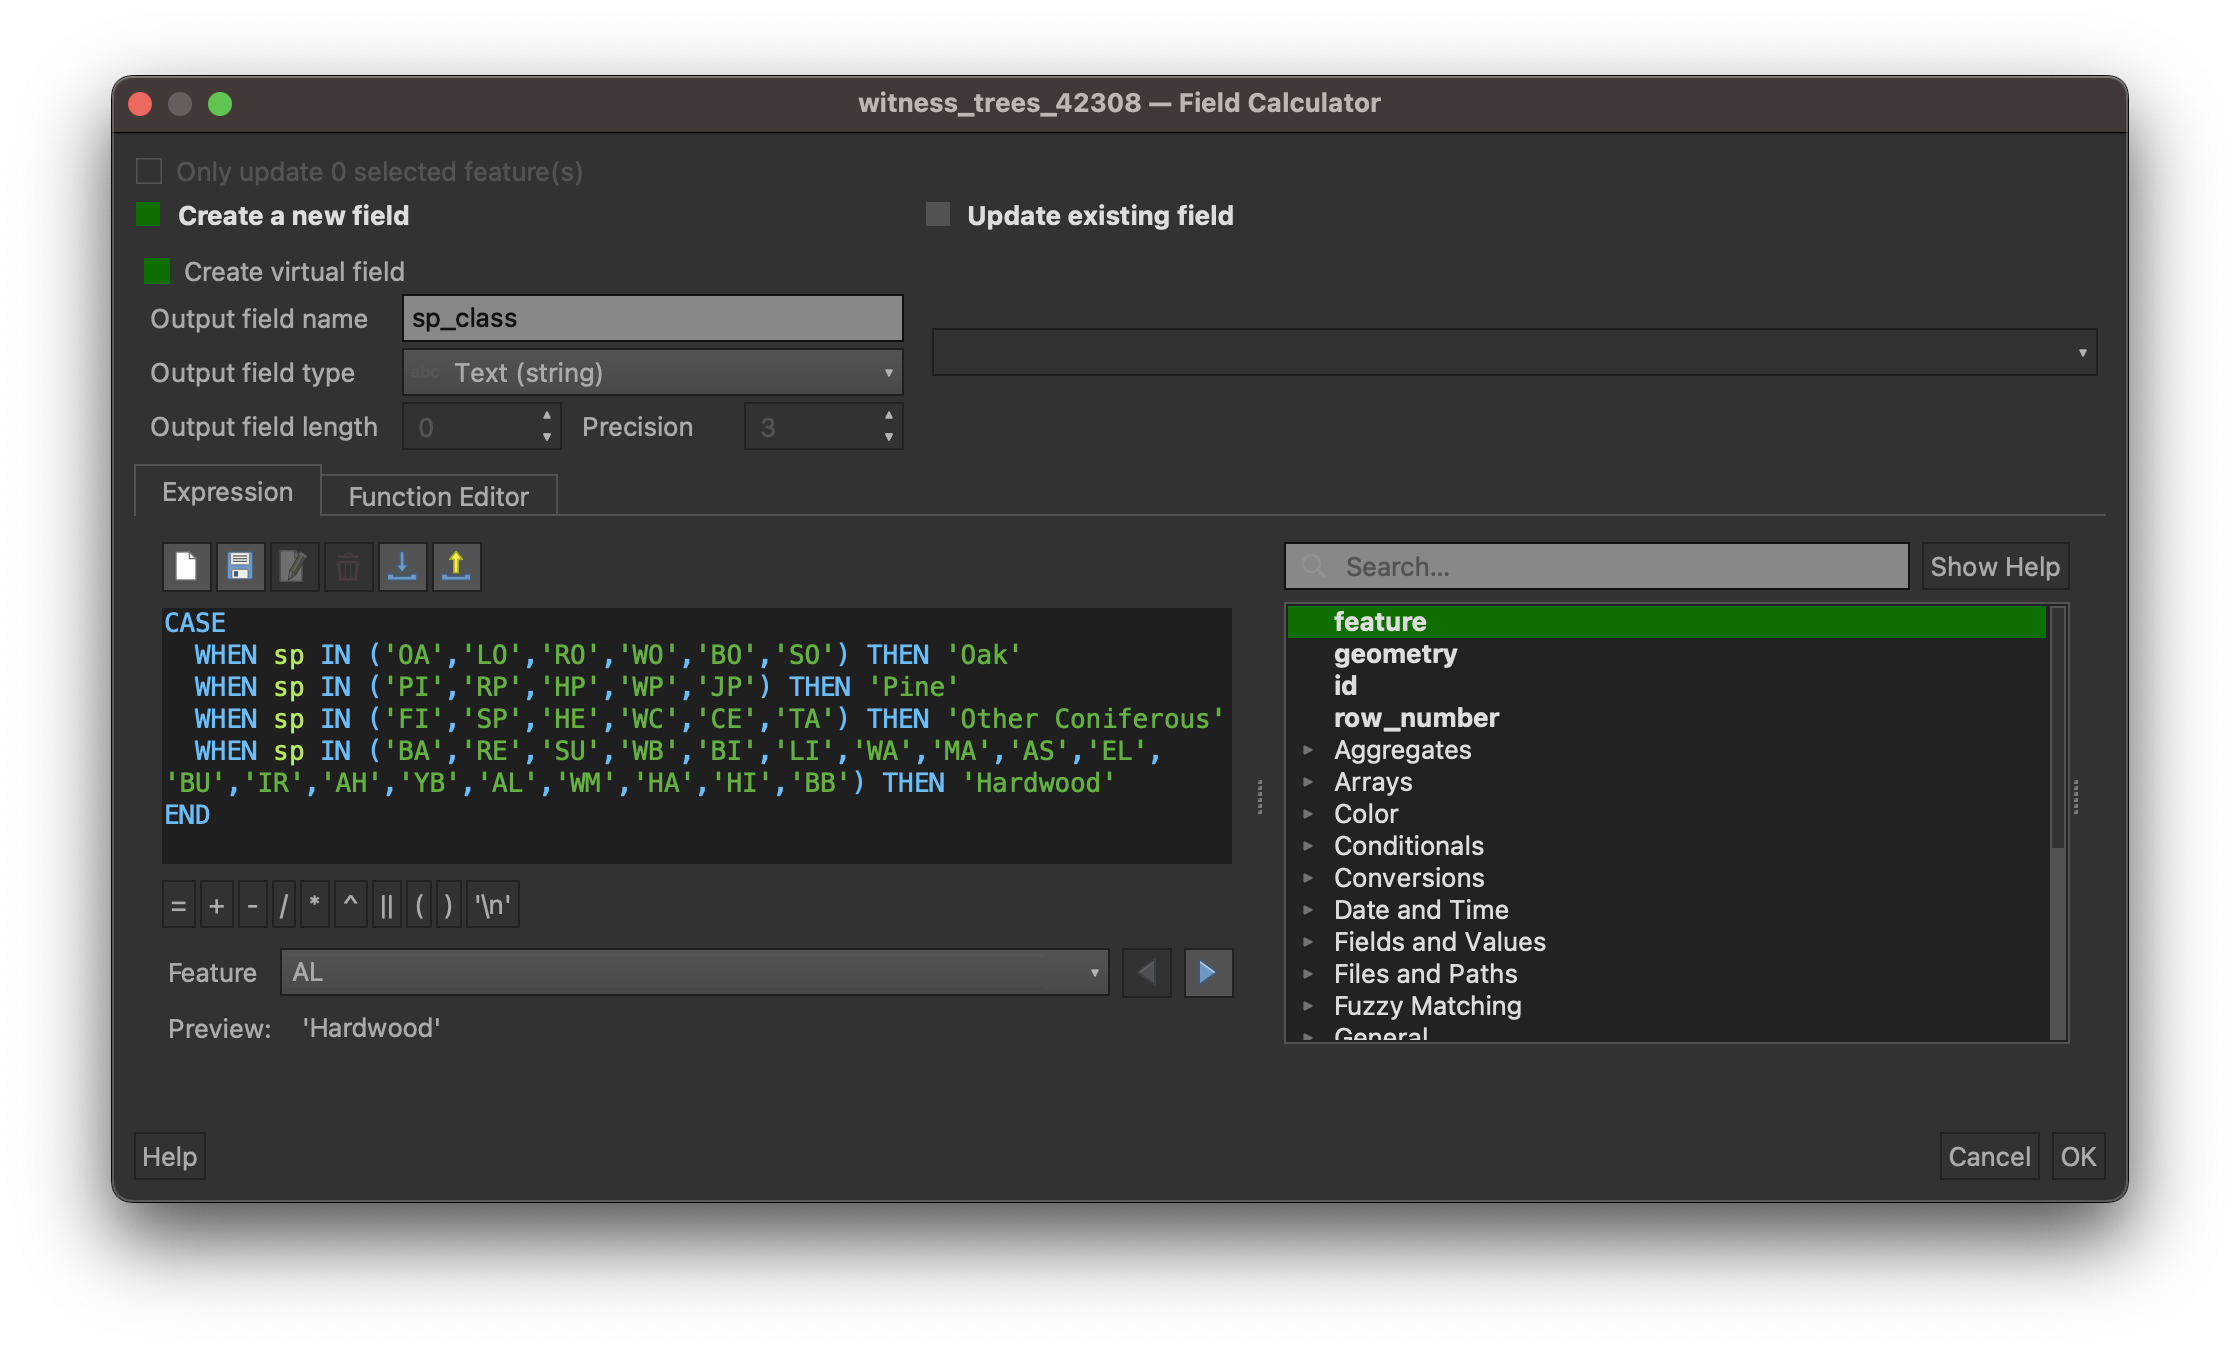 witness_trees_42308 — Field Calculator
Only update 0 selected feature(s)
Create a new field
Update existing field
Create virtual field
Output field name
sp_class
Output field type
abc Text (string)
Output field length
0
Precision
3
Expression
Function Editor
CASE
WHEN sp IN ('OA','LO','RO','WO','BO','SO') THEN 'Oak'
WHEN sp IN ('PI','RP','HP','WP','JP') THEN 'Pine'
WHEN sp IN ('FI','SP','HE','WC','CE','TA') THEN 'Other Coniferous'
WHEN sp IN ('BA','RE','SU','WB','BI','LI','WA','MA','AS','EL',
'BU','IR','AH','YB','AL','WM','HA','HI','BB') THEN 'Hardwood'
END
= + - / * ^ || ( ) '\n'
Feature
AL
Preview: 'Hardwood'
Search...
Show Help
feature
geometry
id
row_number
Aggregates
Arrays
Color
Conditionals
Conversions
Date and Time
Fields and Values
Files and Paths
Fuzzy Matching
General
Help
Cancel
OK